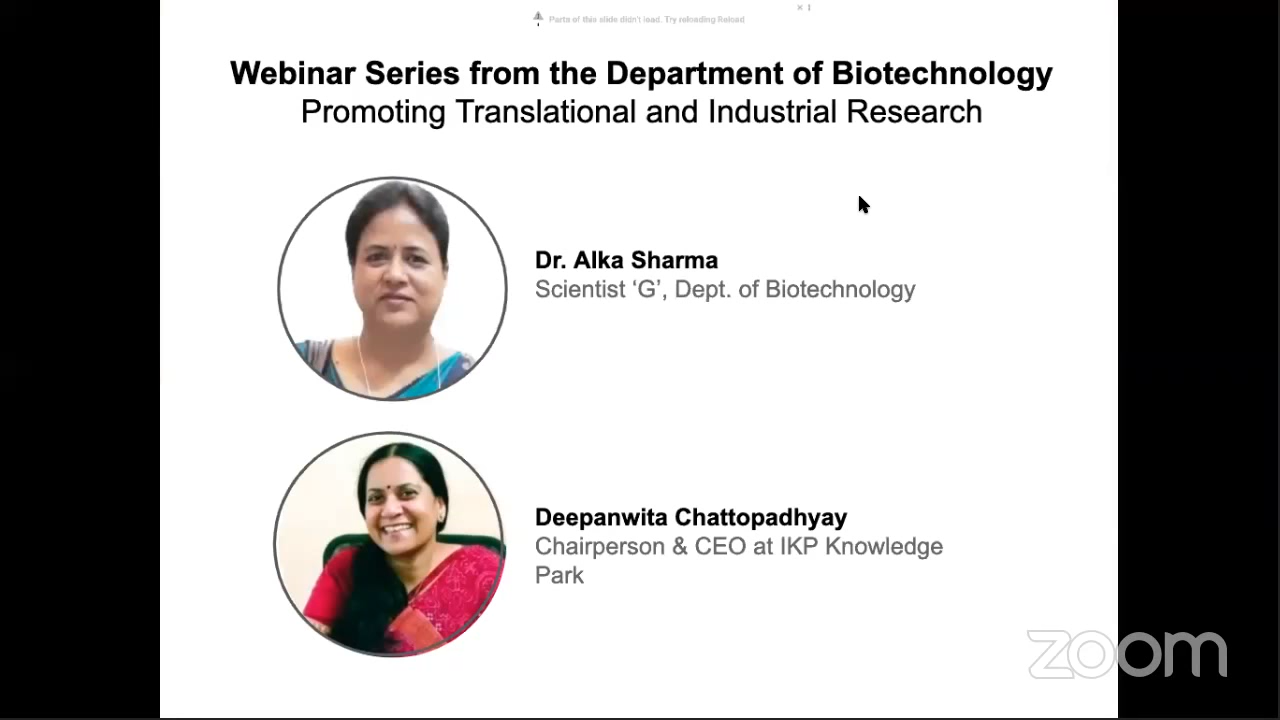 Parts of this slide didn't load. Try reloading Reload
Webinar Series from the Department of Biotechnology
Promoting Translational and Industrial Research
Dr. Alka Sharma
Scientist ‘G’, Dept. of Biotechnology
Deepanwita Chattopadhyay
Chairperson & CEO at IKP Knowledge
Park
zoom